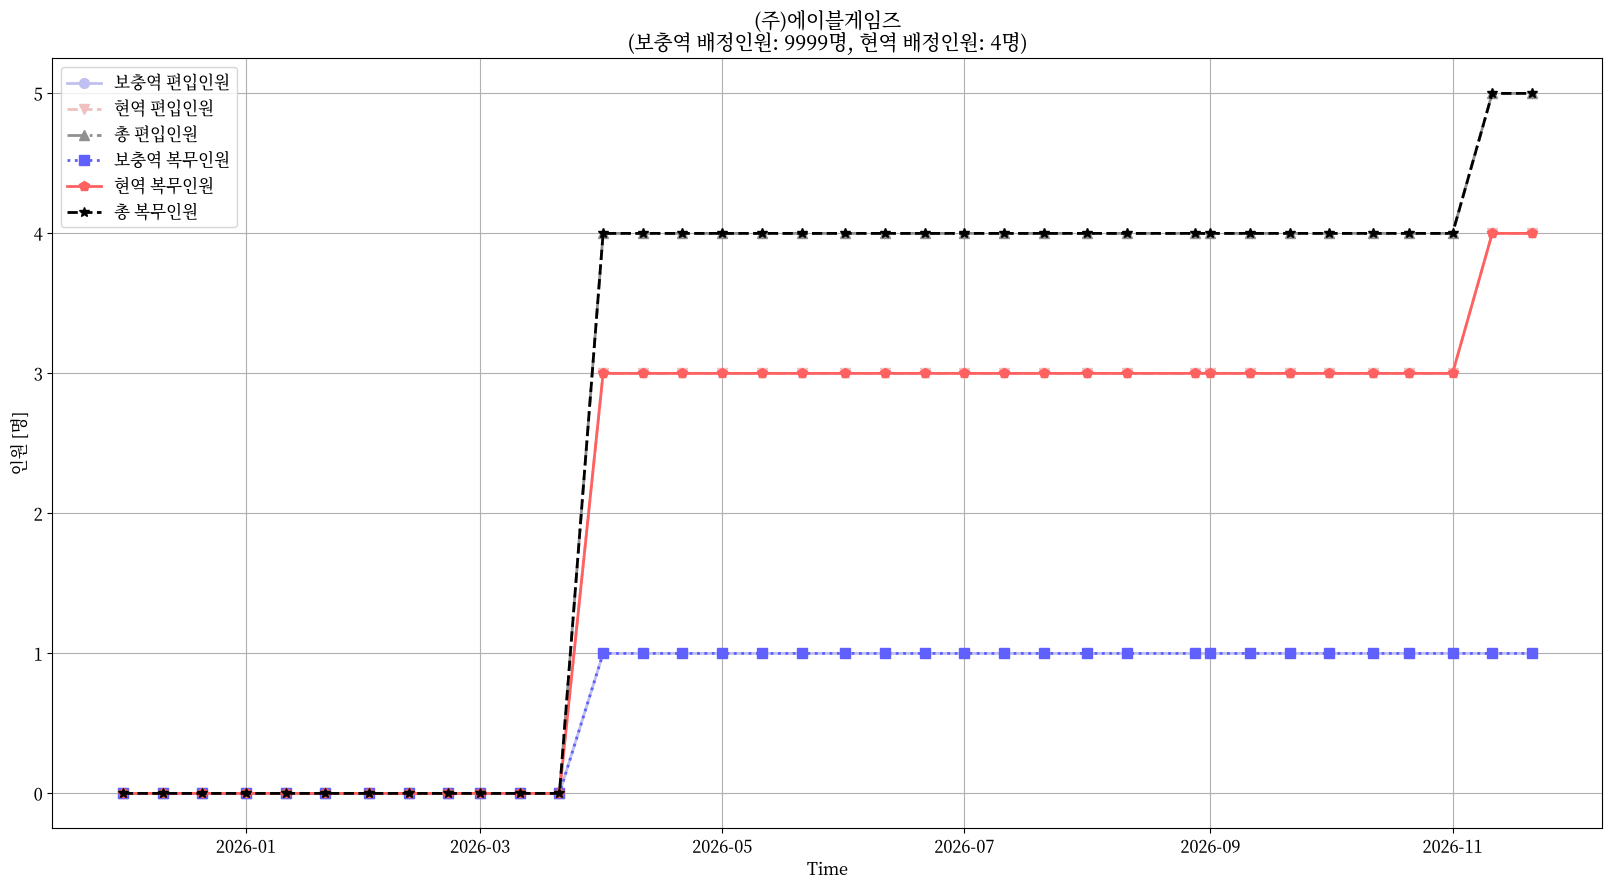 (주)에이블게임즈
(보충역 배정인원: 9999명, 현역 배정인원: 4명)
보충역 편입인원
현역 편입인원
총 편입인원
보충역 복무인원
현역 복무인원
총 복무인원
5
4
3
2
1
0
인원 [명]
2026-01
2026-03
2026-05
2026-07
2026-09
2026-11
Time